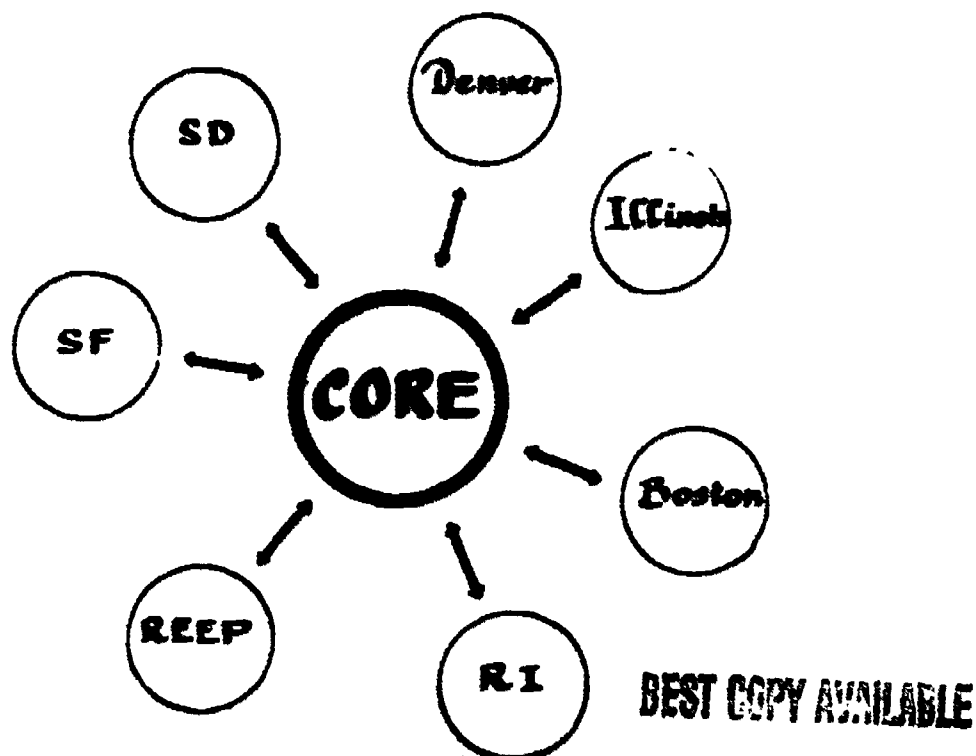 Denver
SD
Illinois
SF
CORE
Boston
REEP
RI
BEST COPY AVAILABLE